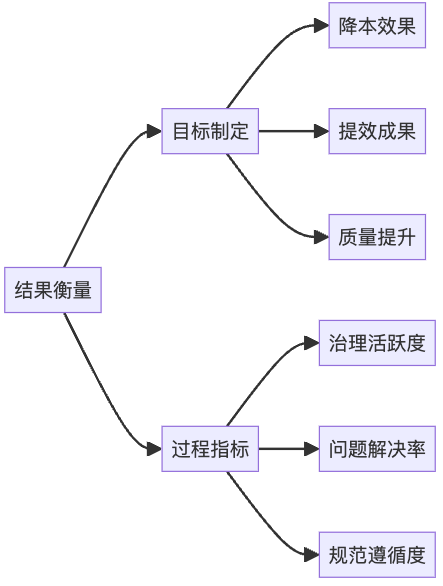 结果衡量
目标制定
降本效果
提效成果
质量提升
过程指标
治理活跃度
问题解决率
规范遵循度